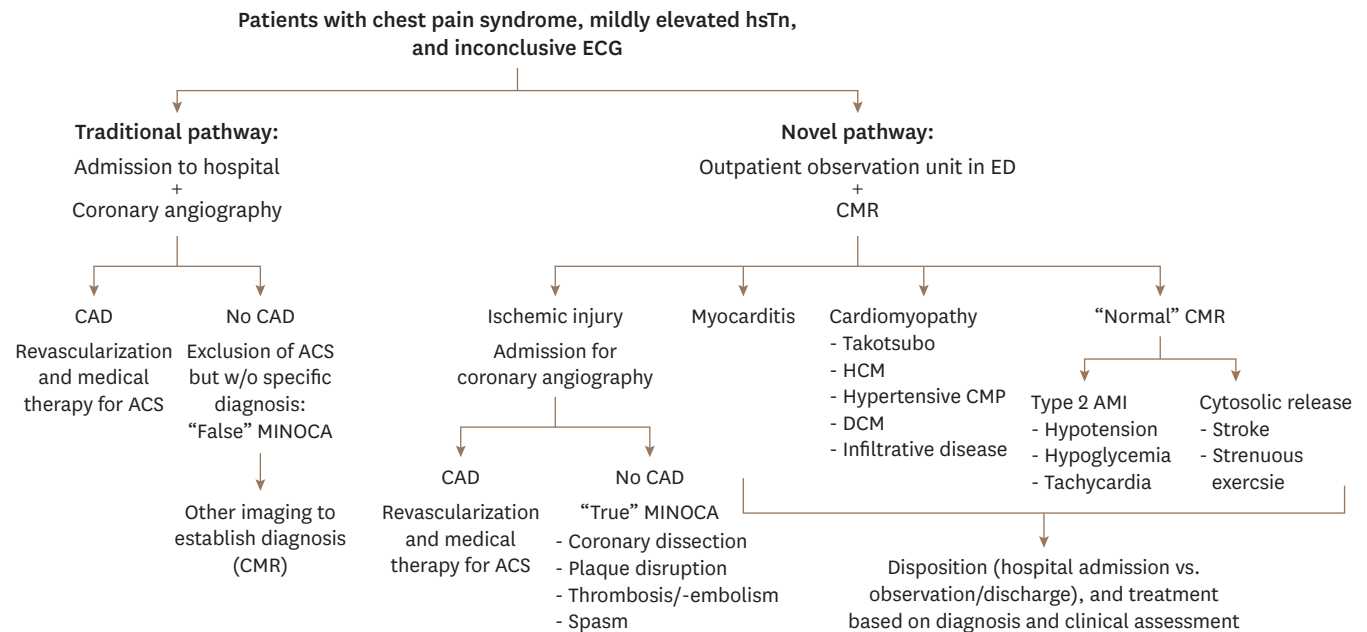 Patients with chest pain syndrome, mildly elevated hsTn,
and inconclusive ECG
Traditional pathway:
Admission to hospital
+
Coronary angiography
Novel pathway:
Outpatient observation unit in ED
+
CMR
CAD
Revascularization
and medical
therapy for ACS
No CAD
Exclusion of ACS
but w/o specific
diagnosis:
“False” MINOCA
Other imaging to
establish diagnosis
(CMR)
Ischemic injury
Admission for
coronary angiography
CAD
Revascularization
and medical
therapy for ACS
No CAD
“True” MINOCA
- Coronary dissection
- Plaque disruption
- Thrombosis/-embolism
- Spasm
Myocarditis
Cardiomyopathy
- Takotsubo
- HCM
- Hypertensive CMP
- DCM
- Infiltrative disease
“Normal” CMR
Type 2 AMI
- Hypotension
- Hypoglycemia
- Tachycardia
Cytosolic release
- Stroke
- Strenuous
exercsie
Disposition (hospital admission vs.
observation/discharge), and treatment
based on diagnosis and clinical assessment